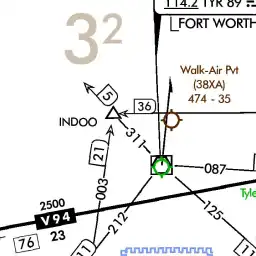 114.2 TYR 89
FORT WORTH
3²
Walk-Air Pvt
(38XA)
474 - 35
5
36
INDOO
311
21
087
003
2500
V94
23
212
125
76
Tyle